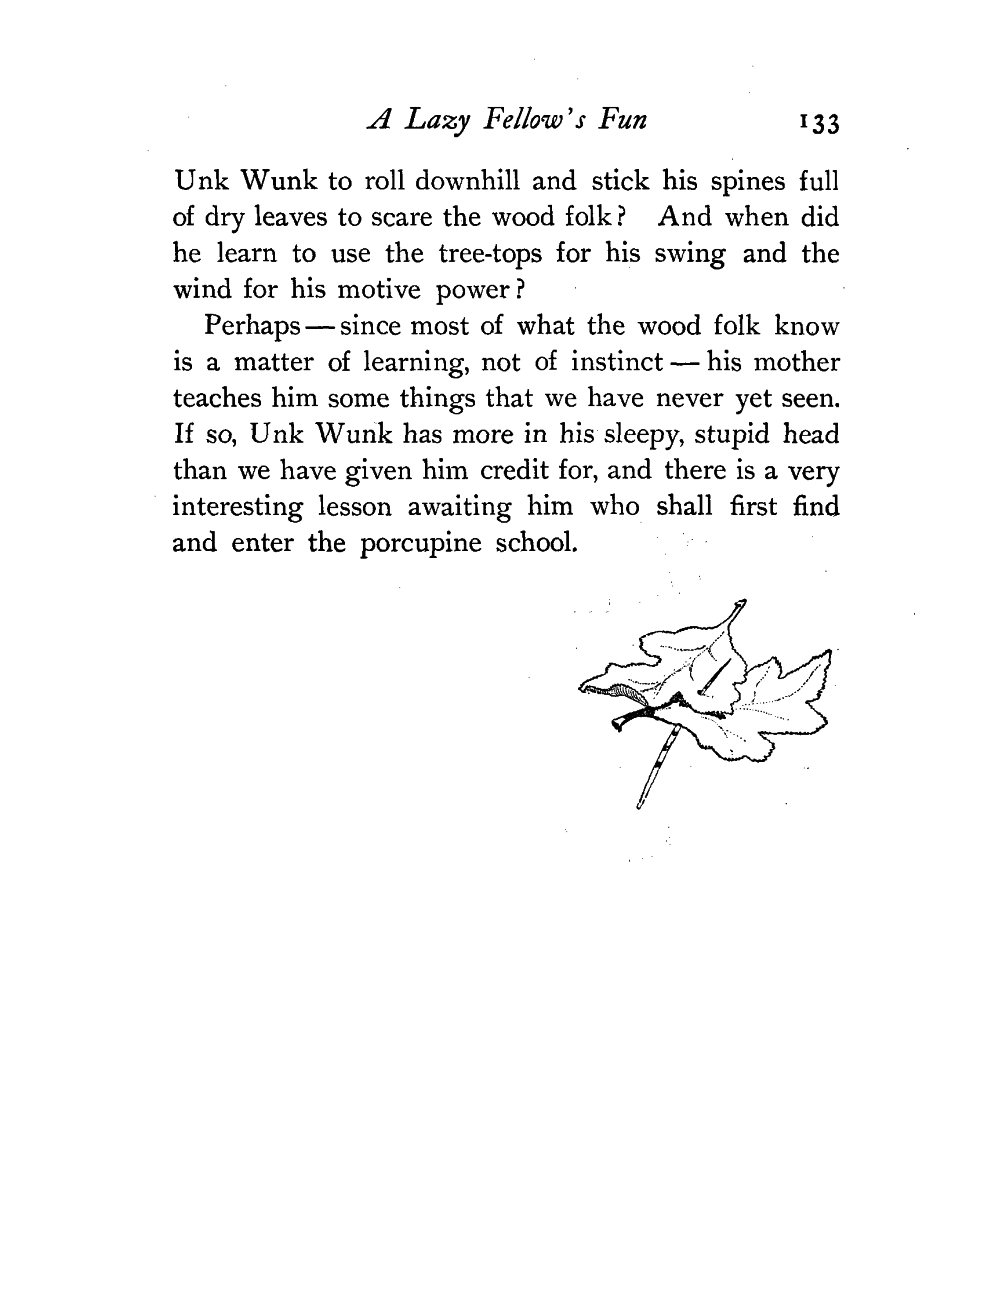 A Lazy Fellow's Fun 133
Unk Wunk to roll downhill and stick his spines full
of dry leaves to scare the wood folk? And when did
he learn to use the tree-tops for his swing and the
wind for his motive power?
Perhaps — since most of what the wood folk know
is a matter of learning, not of instinct — his mother
teaches him some things that we have never yet seen.
If so, Unk Wunk has more in his sleepy, stupid head
than we have given him credit for, and there is a very
interesting lesson awaiting him who shall first find
and enter the porcupine school.